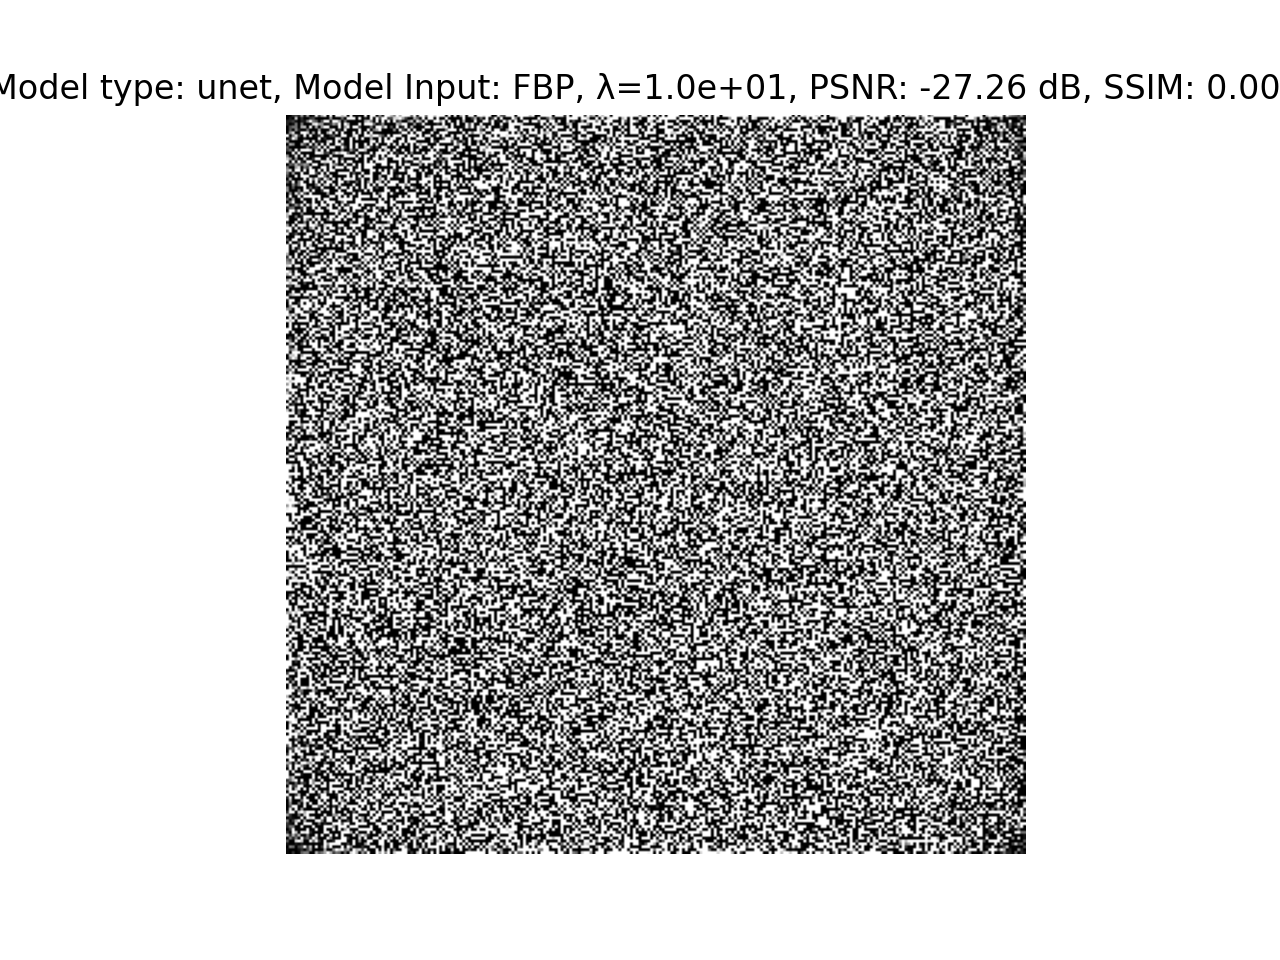 Model type: unet, Model Input: FBP, λ=1.0e+01, PSNR: -27.26 dB, SSIM: 0.00